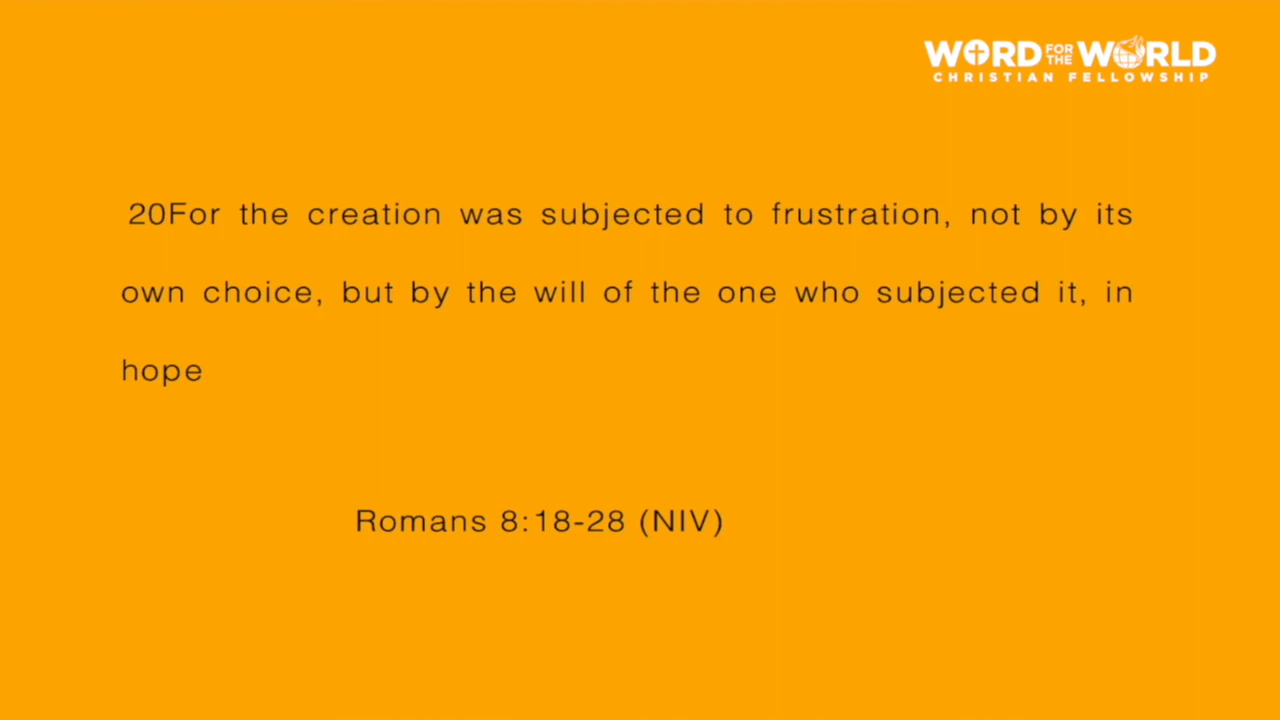 WORD FOR THE WORLD
CHRISTIAN FELLOWSHIP
20For the creation was subjected to frustration, not by its
own choice, but by the will of the one who subjected it, in
hope
Romans 8:18-28 (NIV)